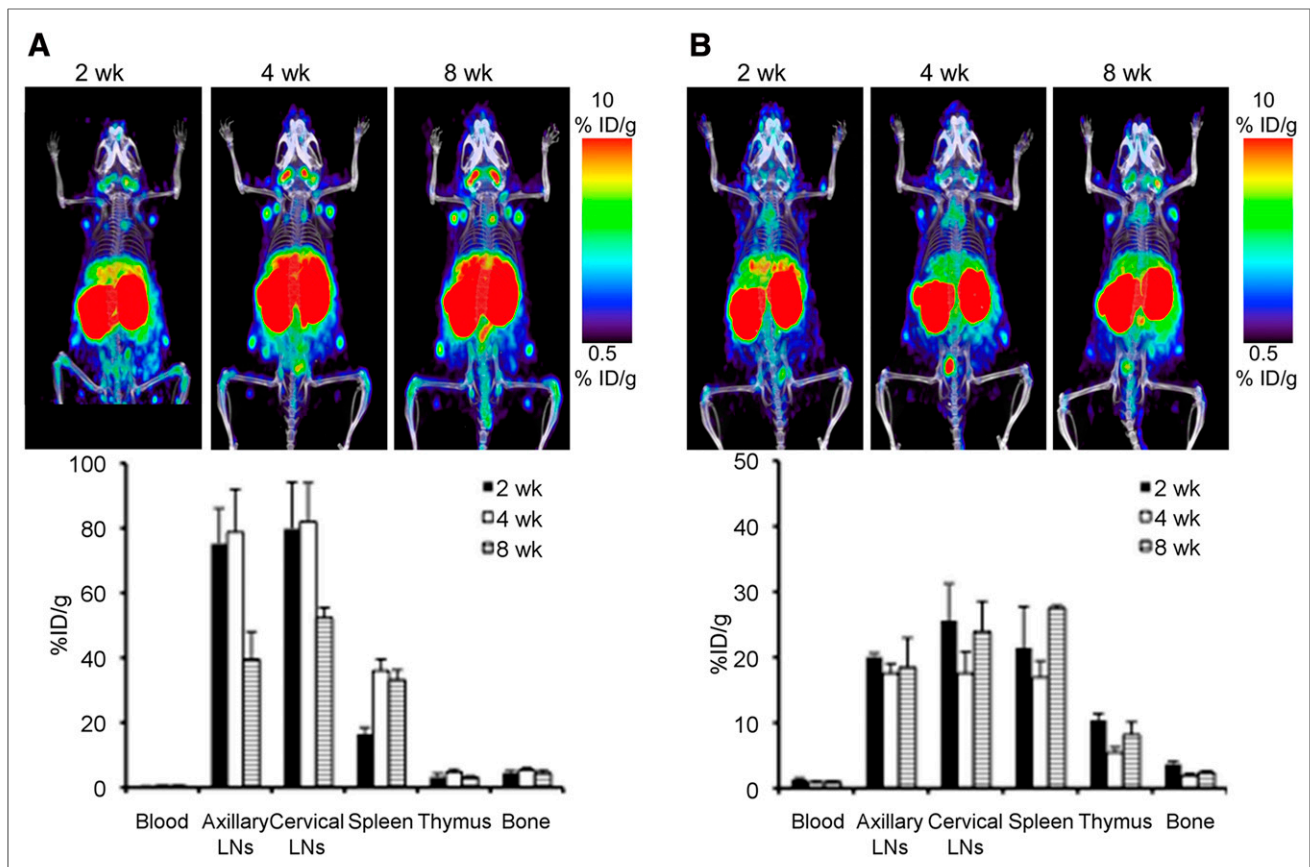 A
2 wk 4 wk 8 wk
10
% ID/g
0.5
% ID/g
100
80
60
40
20
0
%ID/g
2 wk
4 wk
8 wk
Blood Axillary LNs Cervical LNs Spleen Thymus Bone
B
2 wk 4 wk 8 wk
10
% ID/g
0.5
% ID/g
50
40
30
20
10
0
%ID/g
2 wk
4 wk
8 wk
Blood Axillary LNs Cervical LNs Spleen Thymus Bone